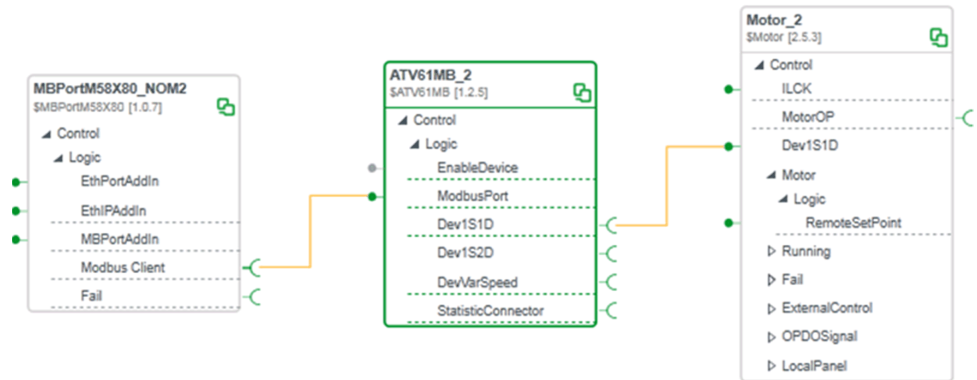 MBPortM58X80_NOM2
$MBPortM58X80 [1.0.7]
Control
Logic
EthPortAddIn
EthIPAddIn
MBPortAddIn
Modbus Client
Fail
ATV61MB_2
$ATV61MB [1.2.5]
Control
Logic
EnableDevice
ModbusPort
Dev1S1D
Dev1S2D
DevVarSpeed
StatisticConnector
Motor_2
$Motor [2.5.3]
Control
ILCK
MotorOP
Dev1S1D
Motor
Logic
RemoteSetPoint
Running
Fail
ExternalControl
OPDOSignal
LocalPanel